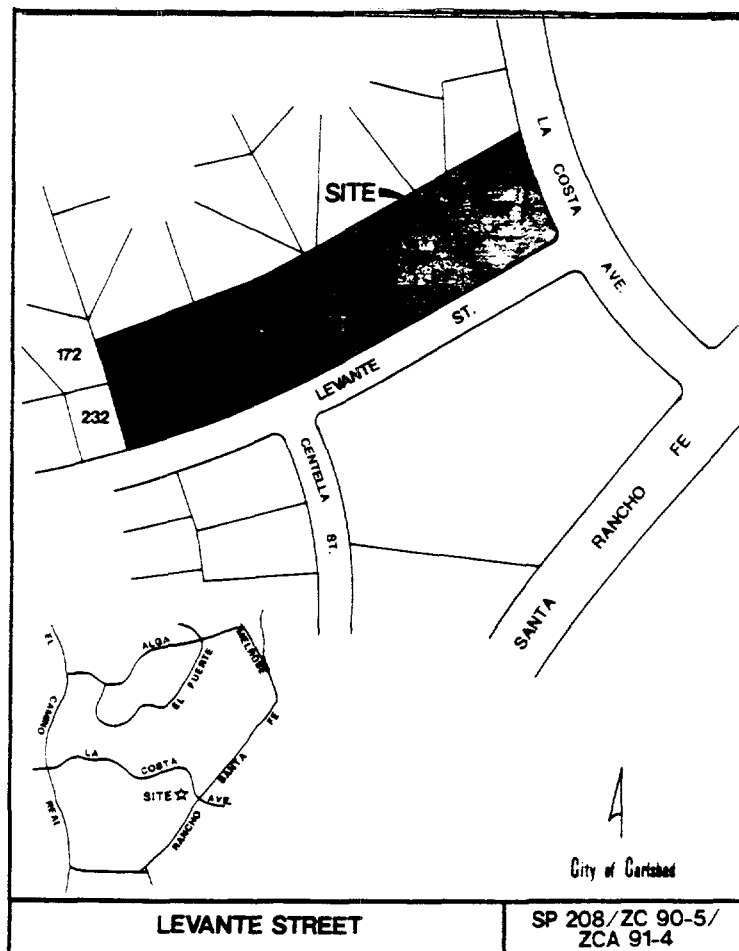 LA COSTA AVE.
SITE
172
232
LEVANTE ST.
CENTELLA ST.
RANCHO SANTA FE
EL CAMINO REAL
ALGA
EL FUERTE
MELROSE
LA COSTA AVE.
SITE
RANCHO SANTA FE
City of Carlsbad
LEVANTE STREET
SP 208/ZC 90-5/
ZCA 91-4